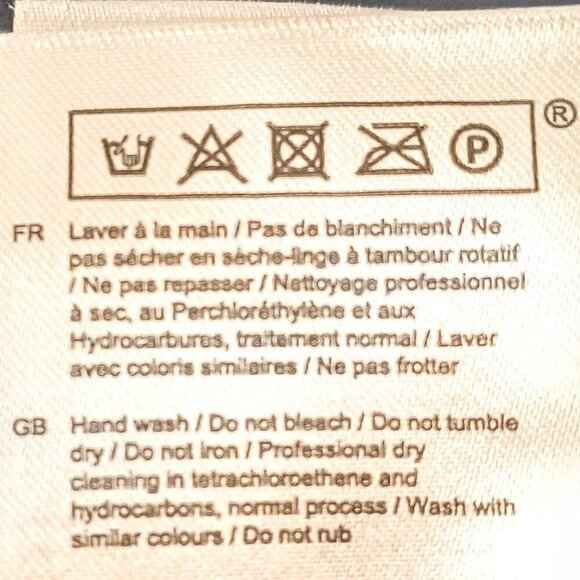 P ®
FR Laver à la main / Pas de blanchiment / Ne
pas sécher en sèche-linge à tambour rotatif
/ Ne pas repasser / Nettoyage professionnel
à sec, au Perchloréthylène et aux
Hydrocarbures, traitement normal / Laver
avec coloris similaires / Ne pas frotter
GB Hand wash / Do not bleach / Do not tumble
dry / Do not iron / Professional dry
cleaning in tetrachloroethene and
hydrocarbons, normal process / Wash with
similar colours / Do not rub